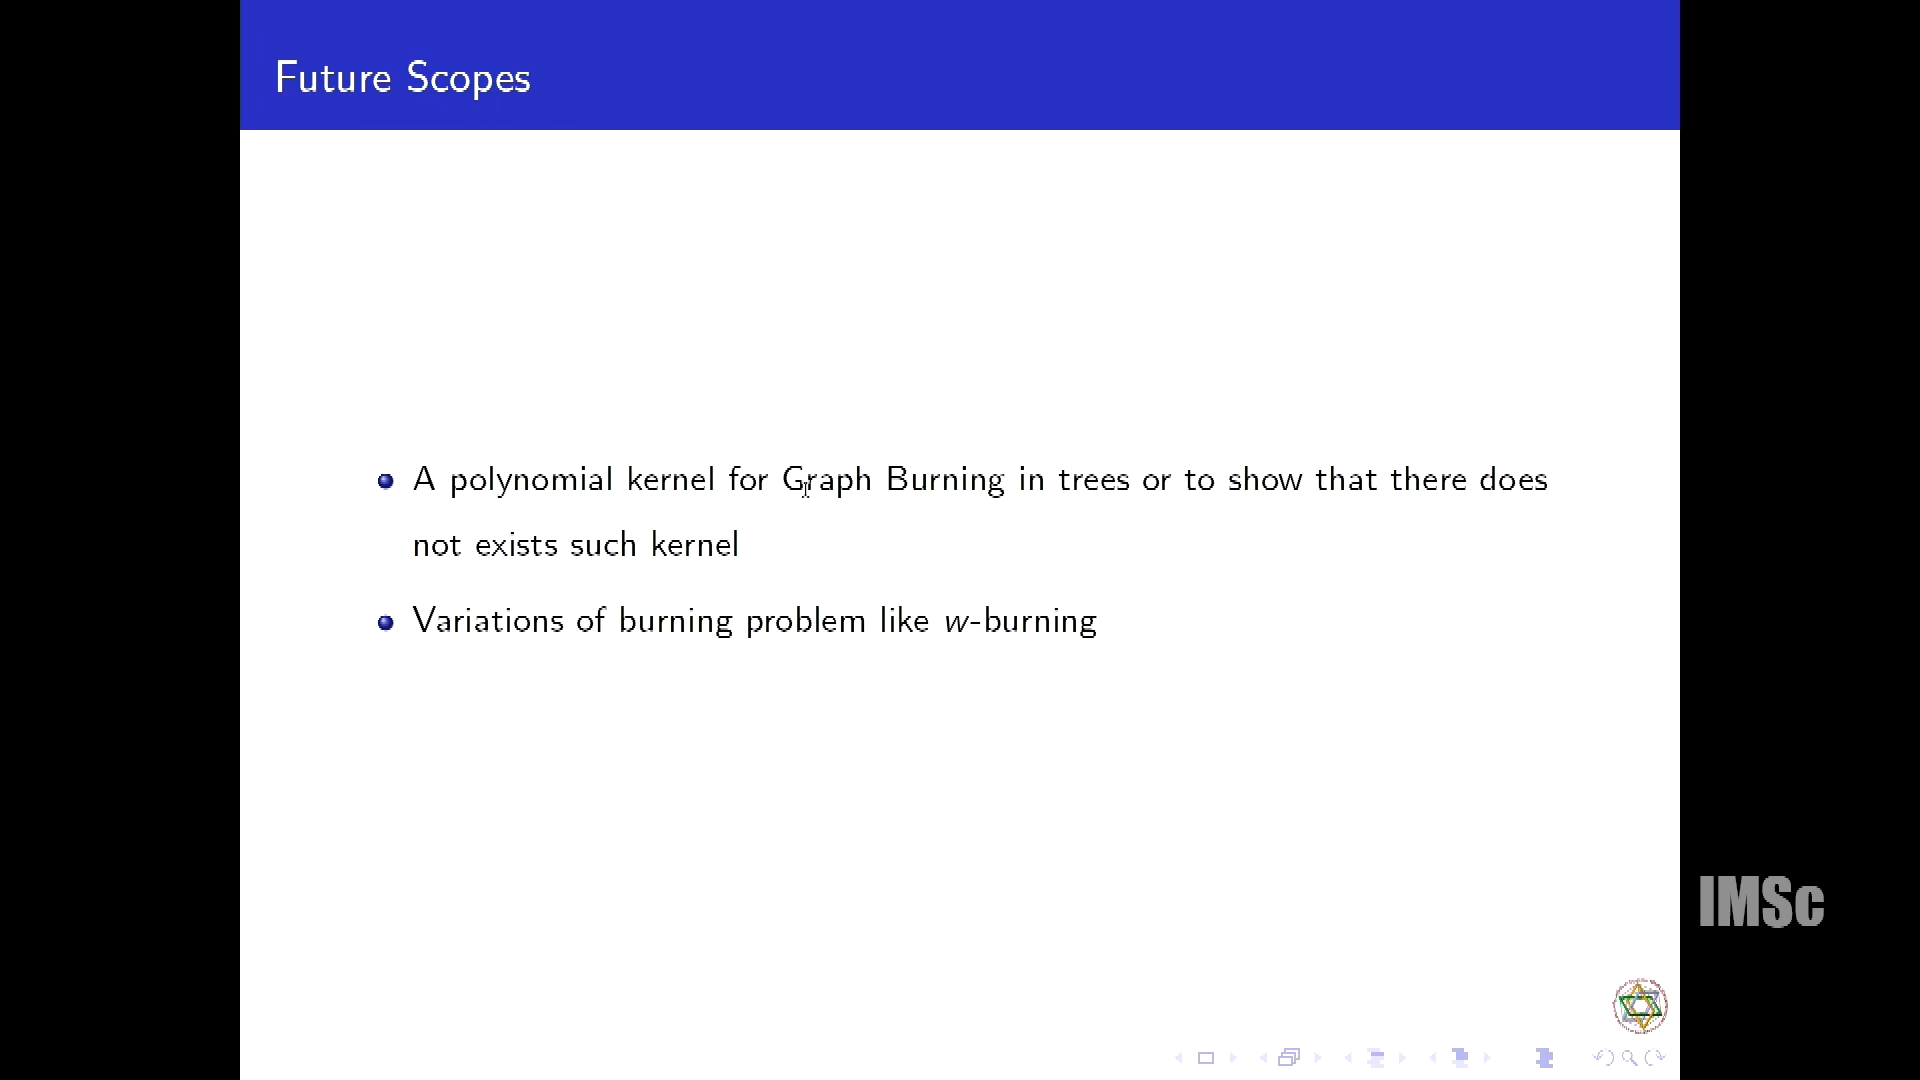 Future Scopes
A polynomial kernel for Graph Burning in trees or to show that there does
not exists such kernel
Variations of burning problem like w-burning
IMSc